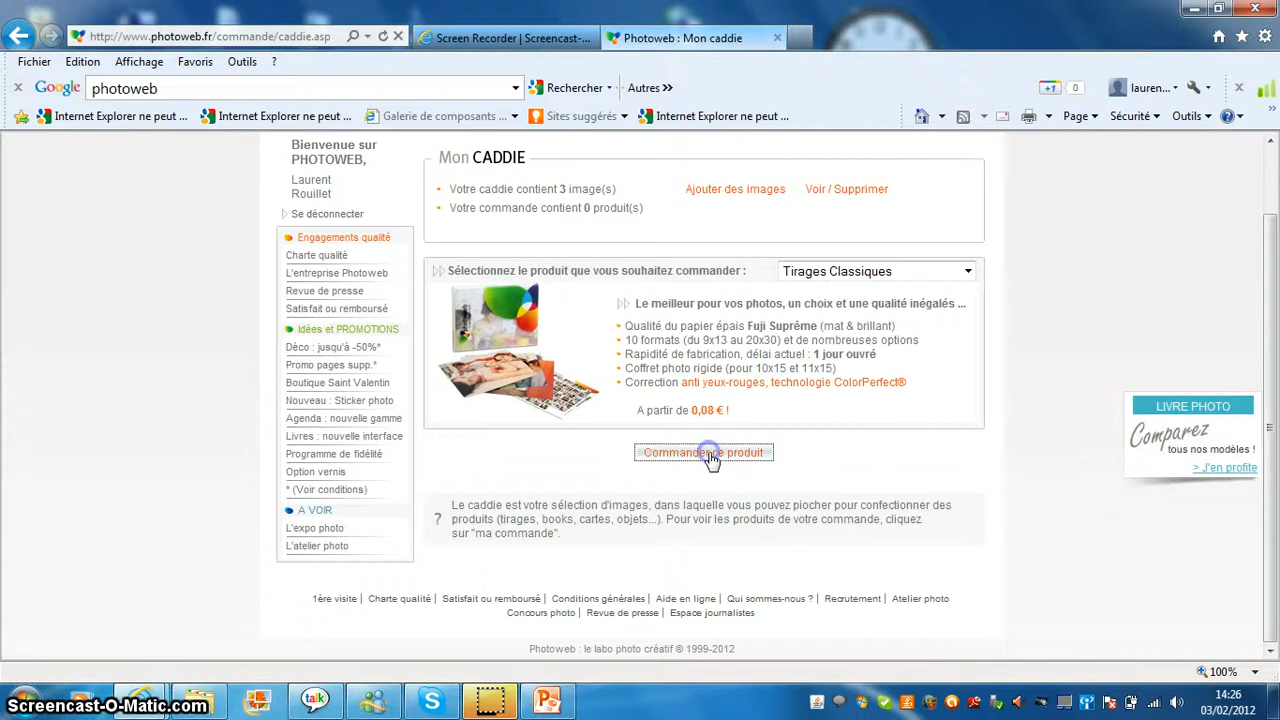 http://www.photoweb.fr/commande/caddie.asp
Screen Recorder | Screencast-...
Photoweb : Mon caddie
Fichier Edition Affichage Favoris Outils ?
Google photoweb Rechercher Autres »
+1 0 lauren...
Internet Explorer ne peut ... Internet Explorer ne peut ... Galerie de composants ... Sites suggérés Internet Explorer ne peut ...
Page Sécurité Outils
Bienvenue sur
PHOTOWEB,
Laurent
Rouillet
Se déconnecter
Engagements qualité
Charte qualité
L'entreprise Photoweb
Revue de presse
Satisfait ou remboursé
Idées et PROMOTIONS
Déco : jusqu'à -50%*
Promo pages supp.*
Boutique Saint Valentin
Nouveau : Sticker photo
Agenda : nouvelle gamme
Livres : nouvelle interface
Programme de fidélité
Option vernis
* (Voir conditions)
A VOIR
L'expo photo
L'atelier photo
Mon CADDIE
Votre caddie contient 3 image(s) Ajouter des images Voir / Supprimer
Votre commande contient 0 produit(s)
Sélectionnez le produit que vous souhaitez commander : Tirages Classiques
Le meilleur pour vos photos, un choix et une qualité inégalés ...
Qualité du papier épais Fuji Suprême (mat & brillant)
10 formats (du 9x13 au 20x30) et de nombreuses options
Rapidité de fabrication, délai actuel : 1 jour ouvré
Coffret photo rigide (pour 10x15 et 11x15)
Correction anti yeux-rouges, technologie ColorPerfect®
A partir de 0,08 € !
Commander ce produit
? Le caddie est votre sélection d'images, dans laquelle vous pouvez piocher pour confectionner des
produits (tirages, books, cartes, objets...). Pour voir les produits de votre commande, cliquez
sur "ma commande".
LIVRE PHOTO
Comparez
tous nos modèles !
> J'en profite
1ère visite | Charte qualité | Satisfait ou remboursé | Conditions générales | Aide en ligne | Qui sommes-nous ? | Recrutement | Atelier photo
Concours photo | Revue de presse | Espace journalistes
Photoweb : le labo photo créatif © 1999-2012
100%
talk
14:26
03/02/2012
Screencast-O-Matic.com